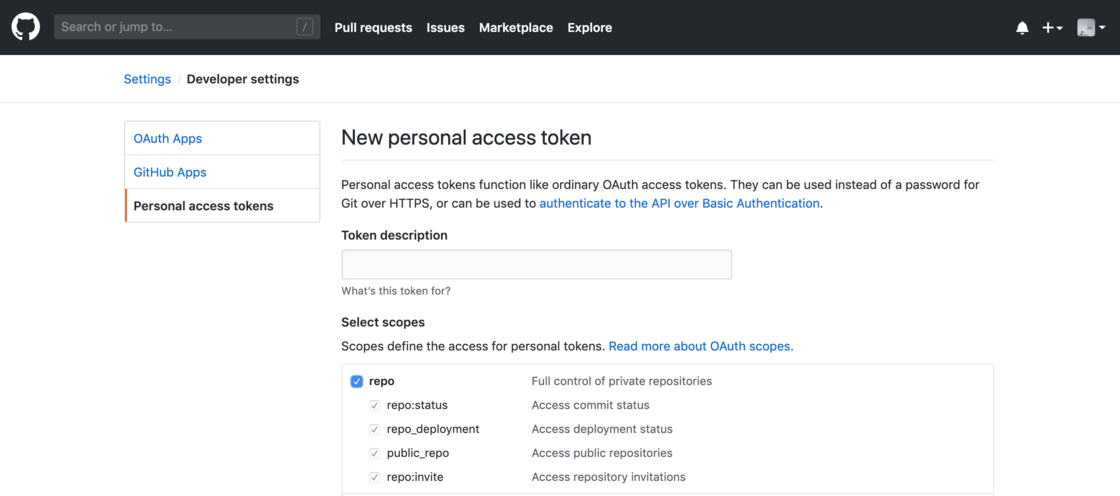 Search or jump to... /
Pull requests Issues Marketplace Explore
Settings / Developer settings
OAuth Apps
GitHub Apps
Personal access tokens
New personal access token
Personal access tokens function like ordinary OAuth access tokens. They can be used instead of a password for
Git over HTTPS, or can be used to authenticate to the API over Basic Authentication.
Token description
What's this token for?
Select scopes
Scopes define the access for personal tokens. Read more about OAuth scopes.
repo Full control of private repositories
repo:status Access commit status
repo_deployment Access deployment status
public_repo Access public repositories
repo:invite Access repository invitations